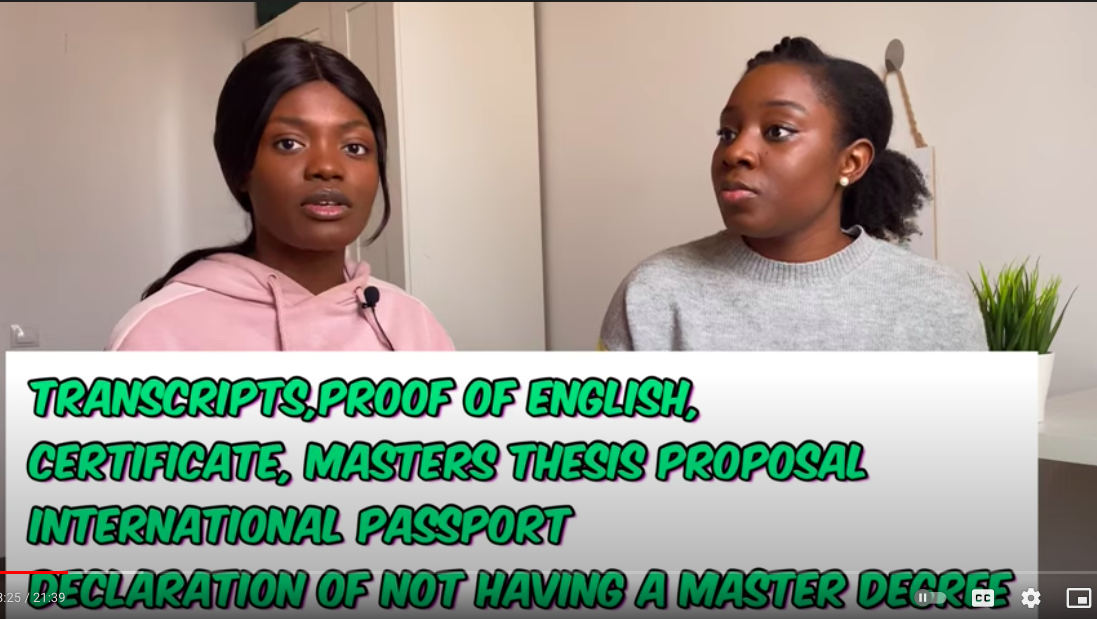 TRANSCRIPTS,PROOF OF ENGLISH,
CERTIFICATE, MASTERS THESIS PROPOSAL
INTERNATIONAL PASSPORT
DECLARATION OF NOT HAVING A MASTER DEGREE
3:25 / 21:39
CC